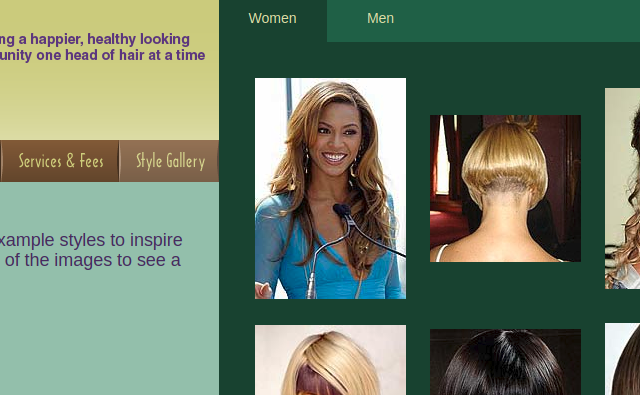 Women
Men
ng a happier, healthy looking
unity one head of hair at a time
Services & Fees
Style Gallery
xample styles to inspire
of the images to see a